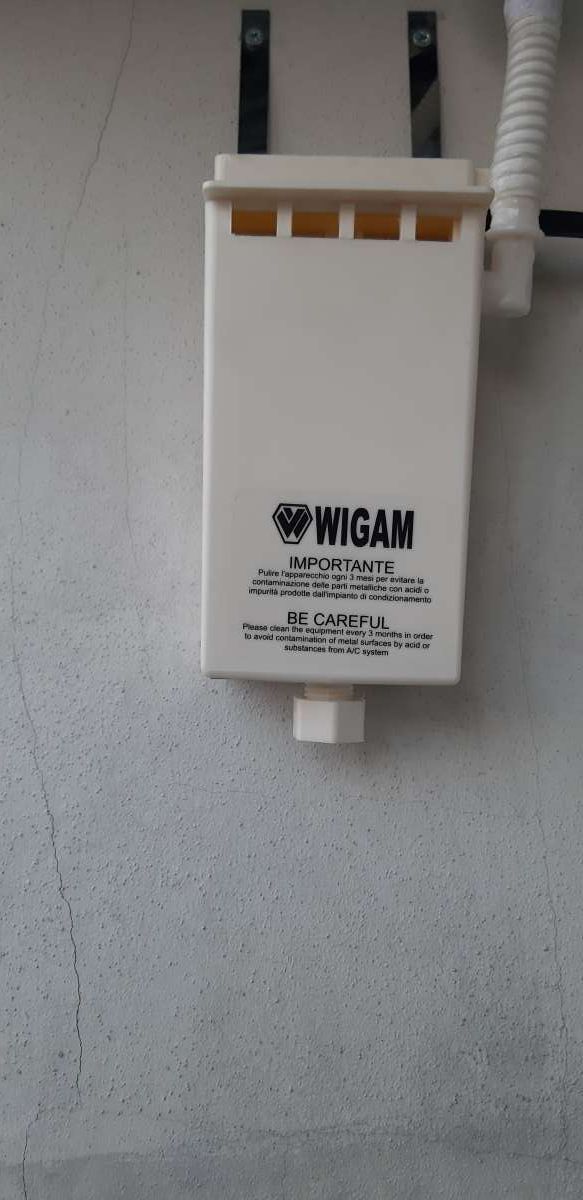 WIGAM
IMPORTANTE
Pulire l'apparecchio ogni 3 mesi per evitare la
contaminazione delle parti metalliche con acidi o
impurità prodotte dall'impianto di condizionamento
BE CAREFUL
Please clean the equipment every 3 months in order
to avoid contamination of metal surfaces by acid or
substances from A/C system